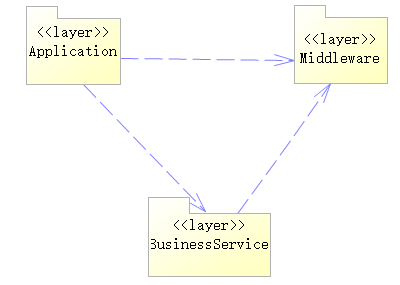 <<layer>>
Application
<<layer>>
Middleware
<<layer>>
BusinessService